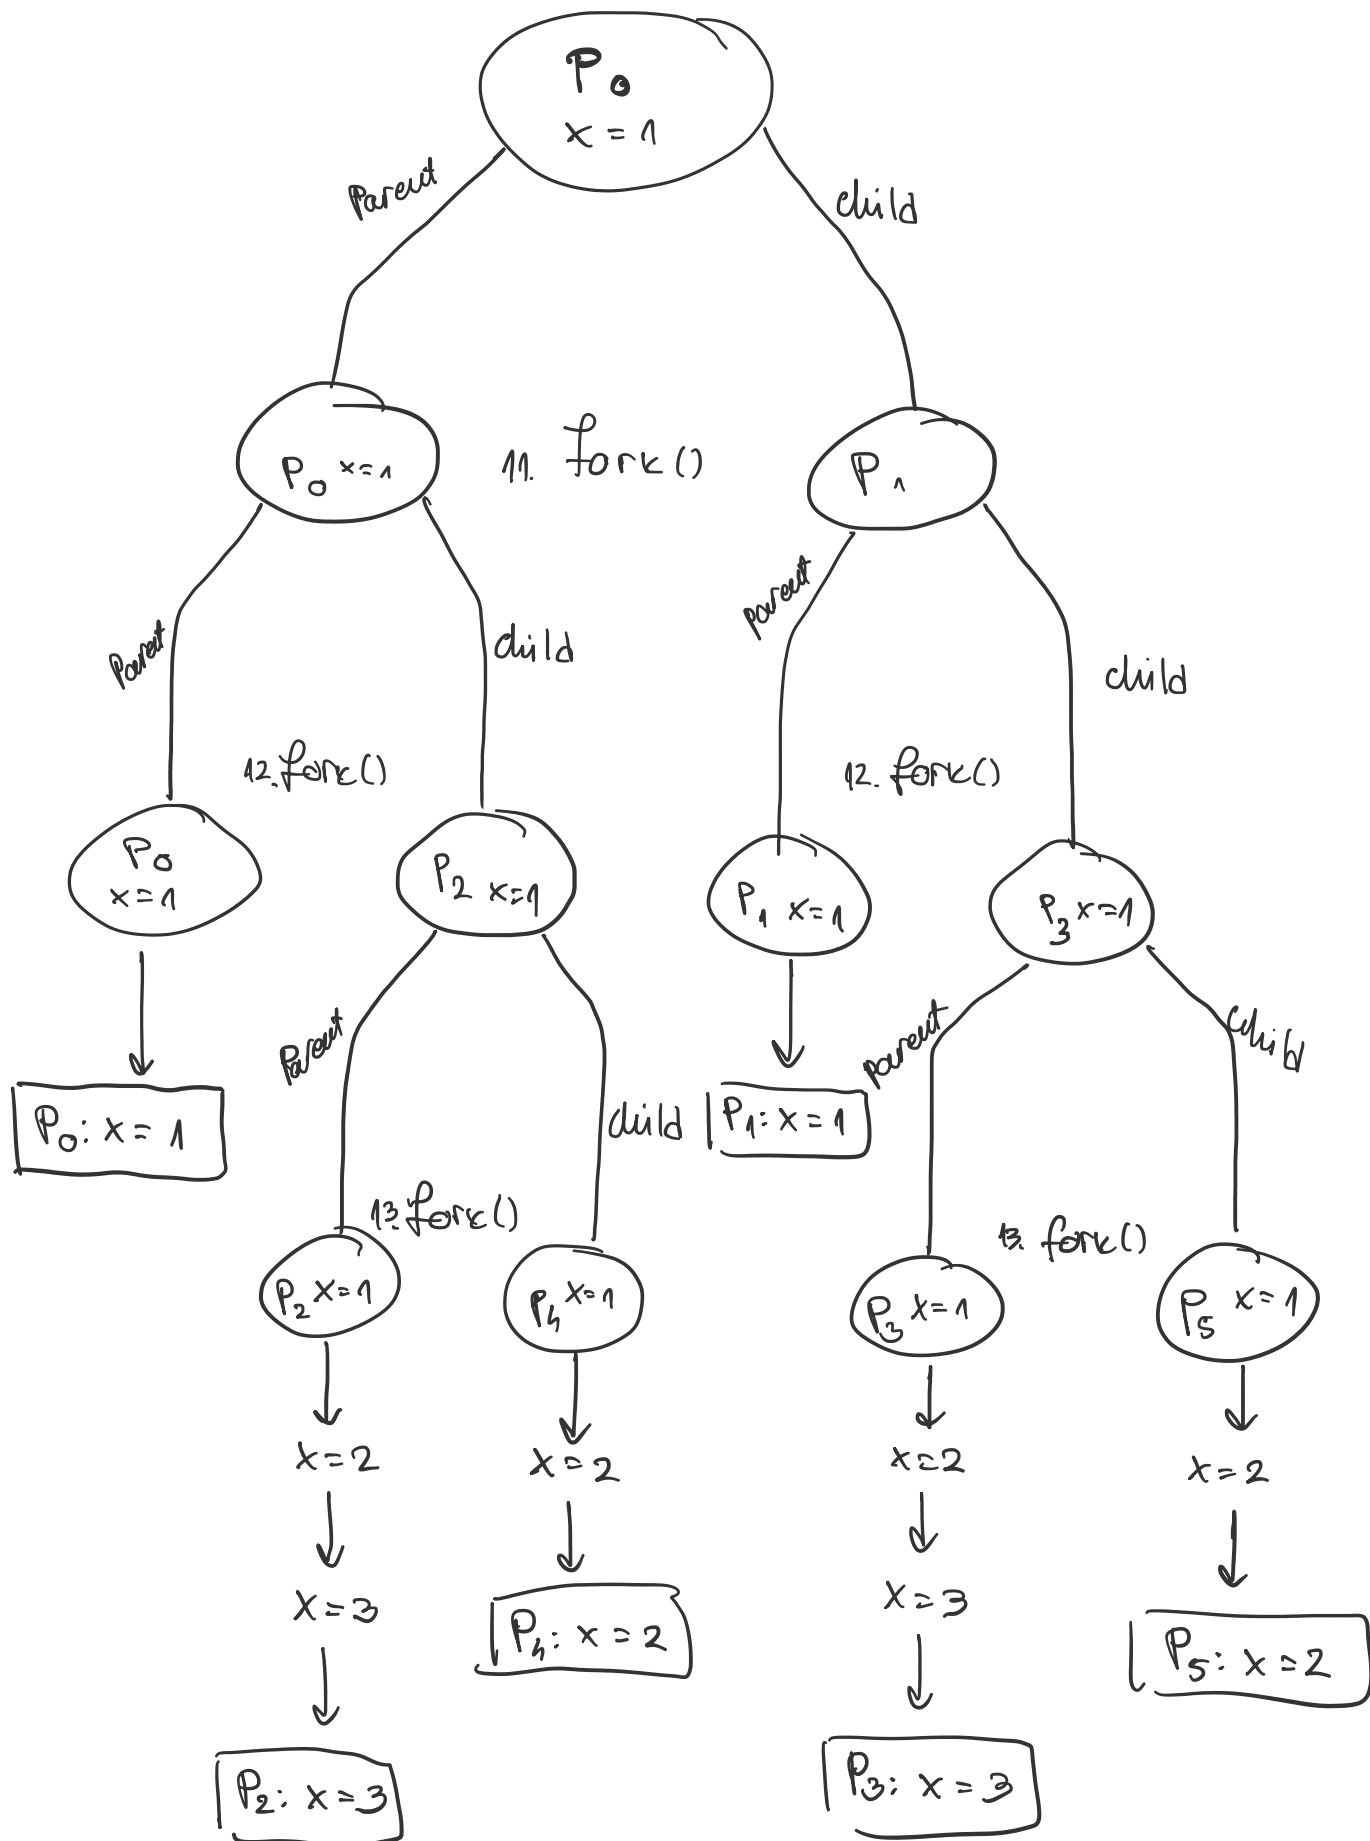 P0
x = 1
Parent
child
P0 x=1
11. fork()
P1
Parent
child
parent
child
12. fork()
12. fork()
P0
x=1
P2 x=1
P1 x=1
P3 x=1
Parent
child
parent
child
P0: x = 1
P1: x = 1
13. fork()
13. fork()
P2 x=1
P4 x=1
P3 x=1
P5 x=1
x=2
x=2
x=2
x=2
x=3
x=3
P4: x = 2
P5: x = 2
P2: x = 3
P3: x = 3